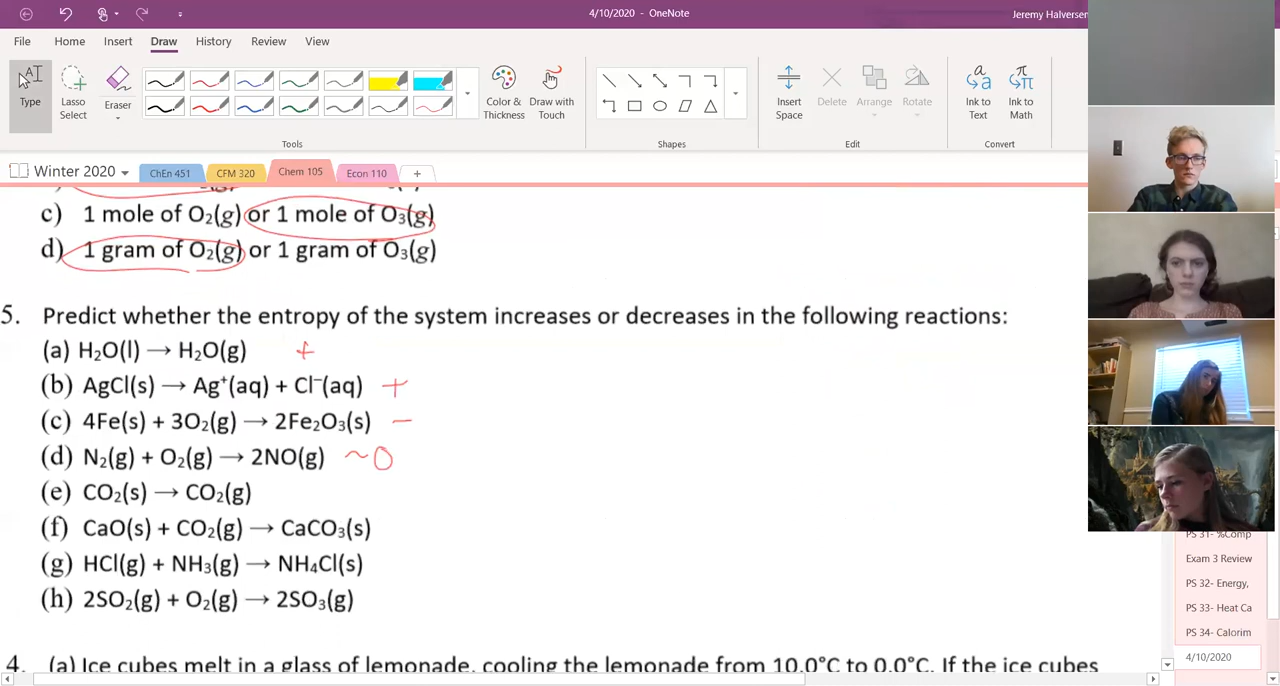 4/10/2020 - OneNote
Jeremy Halversen
File Home Insert Draw History Review View
Type
Lasso Select
Eraser
Color & Thickness
Draw with Touch
Insert Space
Delete
Arrange
Rotate
Ink to Text
Ink to Math
Tools
Shapes
Edit
Convert
Winter 2020
ChEn 451
CFM 320
Chem 105
Econ 110
+
c) 1 mole of O₂(g) or 1 mole of O₃(g)
d) 1 gram of O₂(g) or 1 gram of O₃(g)
5. Predict whether the entropy of the system increases or decreases in the following reactions:
(a) H₂O(l) → H₂O(g) +
(b) AgCl(s) → Ag⁺(aq) + Cl⁻(aq) +
(c) 4Fe(s) + 3O₂(g) → 2Fe₂O₃(s) −
(d) N₂(g) + O₂(g) → 2NO(g) ~0
(e) CO₂(s) → CO₂(g)
(f) CaO(s) + CO₂(g) → CaCO₃(s)
(g) HCl(g) + NH₃(g) → NH₄Cl(s)
(h) 2SO₂(g) + O₂(g) → 2SO₃(g)
4. (a) Ice cubes melt in a glass of lemonade, cooling the lemonade from 10.0°C to 0.0°C. If the ice cubes
PS 31- %Comp
Exam 3 Review
PS 32- Energy,
PS 33- Heat Ca
PS 34- Calorim
4/10/2020